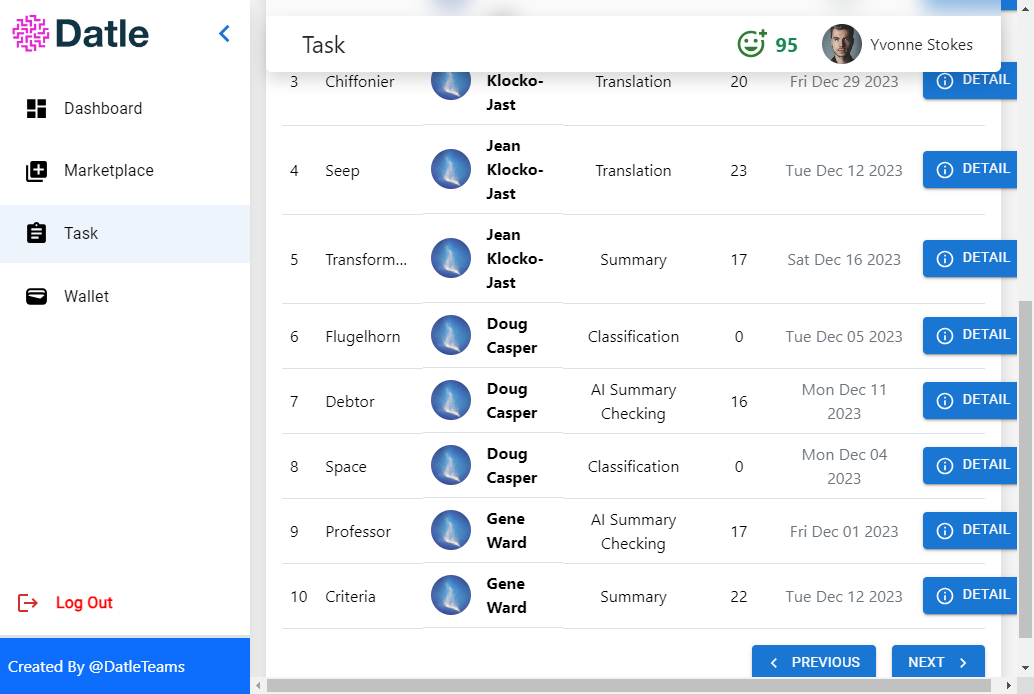 Datle
Task
95
Yvonne Stokes
Dashboard
Marketplace
Task
Wallet
Log Out
Created By @DatleTeams
3 Chiffonier Klocko-Jast Translation 20 Fri Dec 29 2023 DETAIL
4 Seep Jean Klocko-Jast Translation 23 Tue Dec 12 2023 DETAIL
5 Transform... Jean Klocko-Jast Summary 17 Sat Dec 16 2023 DETAIL
6 Flugelhorn Doug Casper Classification 0 Tue Dec 05 2023 DETAIL
7 Debtor Doug Casper AI Summary Checking 16 Mon Dec 11 2023 DETAIL
8 Space Doug Casper Classification 0 Mon Dec 04 2023 DETAIL
9 Professor Gene Ward AI Summary Checking 17 Fri Dec 01 2023 DETAIL
10 Criteria Gene Ward Summary 22 Tue Dec 12 2023 DETAIL
PREVIOUS NEXT